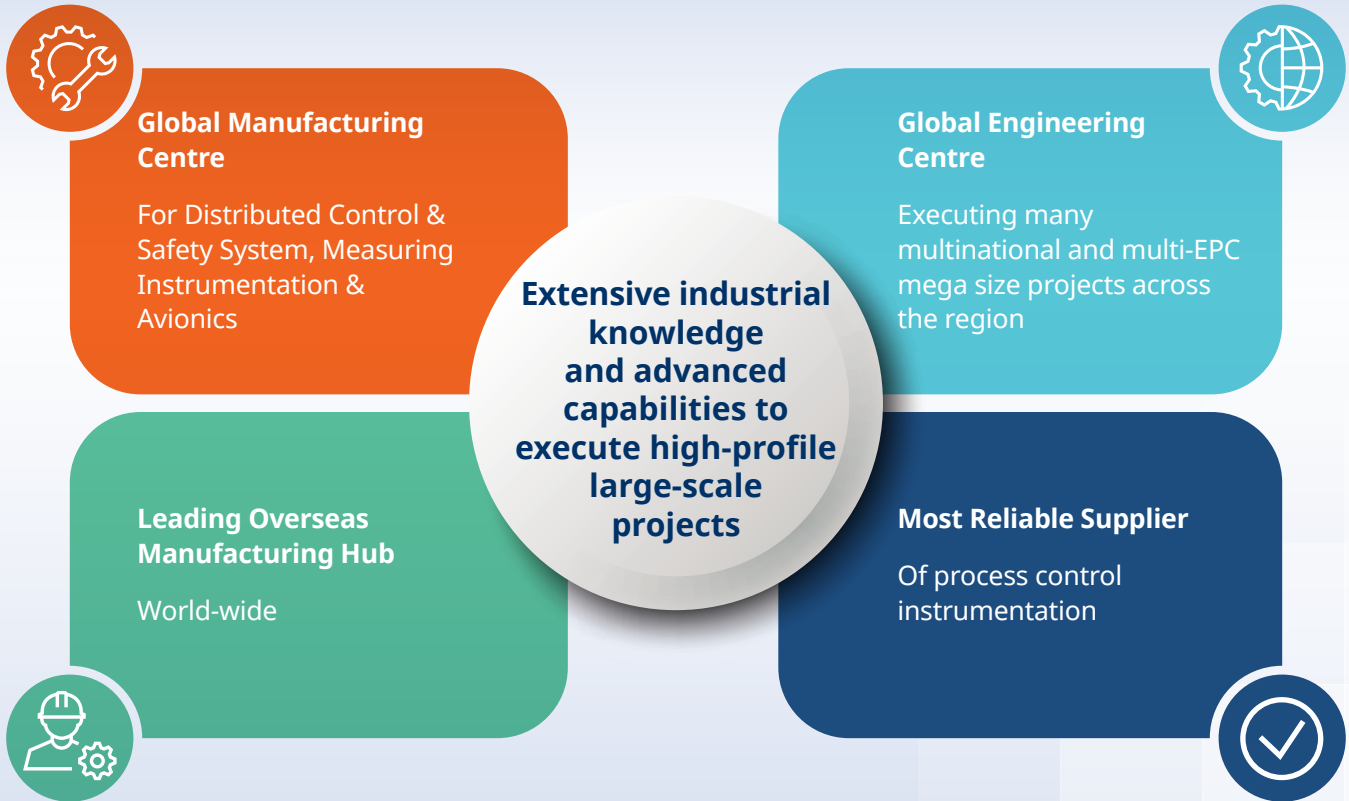 Global Manufacturing
Centre
For Distributed Control &
Safety System, Measuring
Instrumentation &
Avionics
Global Engineering
Centre
Executing many
multinational and multi-EPC
mega size projects across
the region
Extensive industrial
knowledge
and advanced
capabilities to
execute high-profile
large-scale
projects
Leading Overseas
Manufacturing Hub
World-wide
Most Reliable Supplier
Of process control
instrumentation